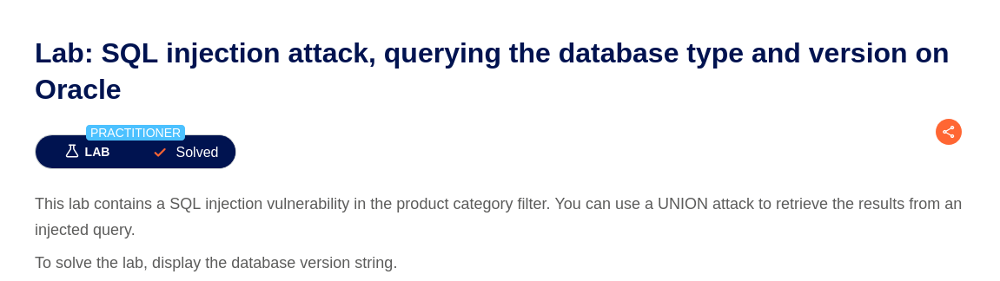 Lab: SQL injection attack, querying the database type and version on
Oracle
PRACTITIONER
LAB Solved
This lab contains a SQL injection vulnerability in the product category filter. You can use a UNION attack to retrieve the results from an
injected query.
To solve the lab, display the database version string.